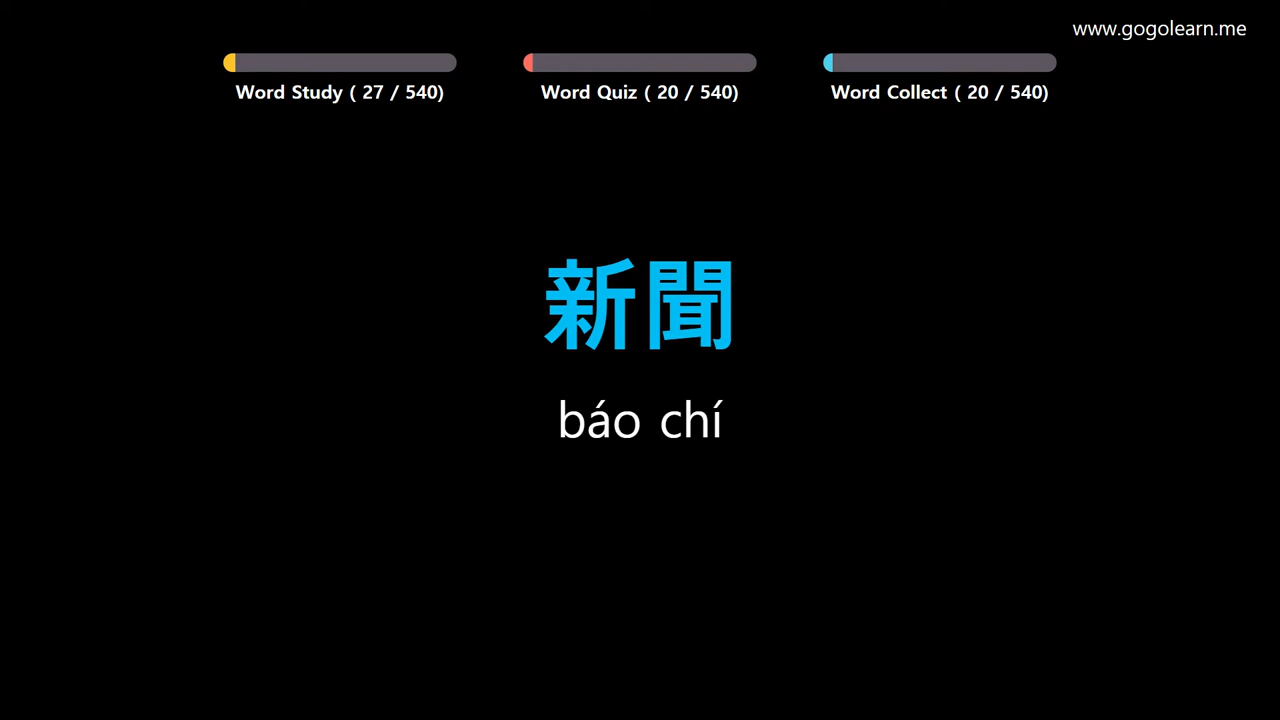 www.gogolearn.me
Word Study ( 27 / 540)
Word Quiz ( 20 / 540)
Word Collect ( 20 / 540)
新聞
báo chí